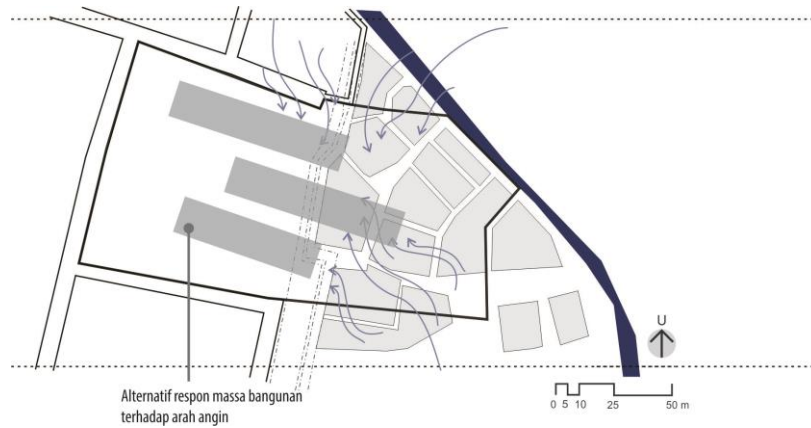 U
0 5 10 25 50 m
Alternatif respon massa bangunan
terhadap arah angin